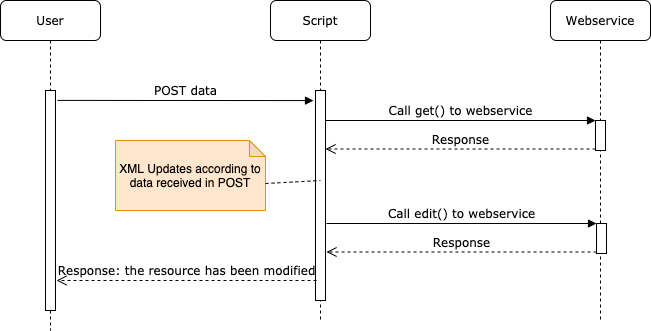 User
Script
Webservice
POST data
Call get() to webservice
Response
XML Updates according to
data received in POST
Call edit() to webservice
Response
Response: the resource has been modified